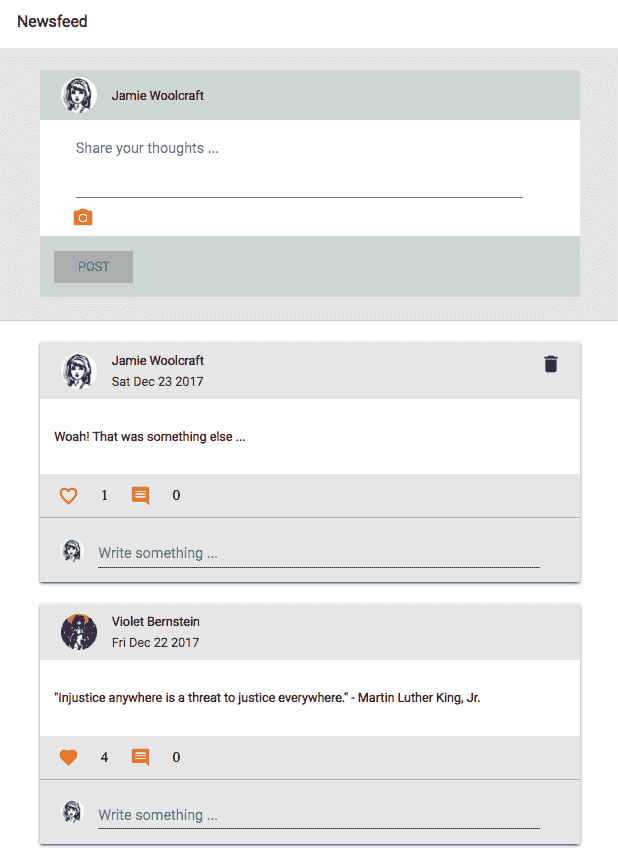 Newsfeed
Jamie Woolcraft
Share your thoughts ...
POST
Jamie Woolcraft
Sat Dec 23 2017
Woah! That was something else ...
1 0
Write something ...
Violet Bernstein
Fri Dec 22 2017
"Injustice anywhere is a threat to justice everywhere." - Martin Luther King, Jr.
4 0
Write something ...